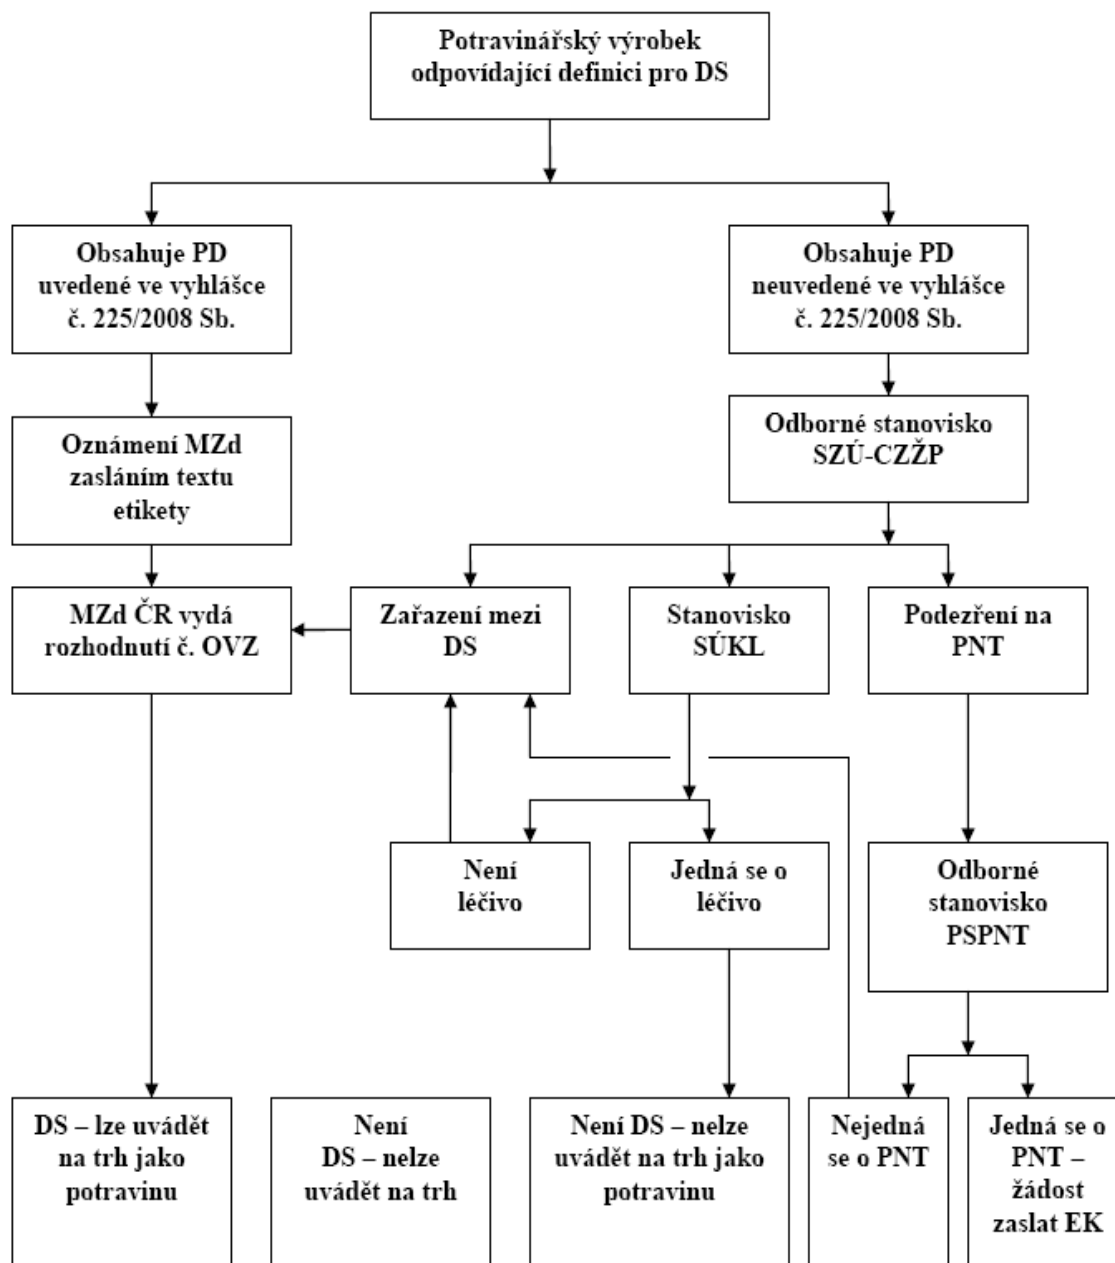 Potravinářský výrobek
odpovídající definici pro DS
Obsahuje PD
uvedené ve vyhlášce
č. 225/2008 Sb.
Obsahuje PD
neuvedené ve vyhlášce
č. 225/2008 Sb.
Oznámení MZd
zasláním textu
etikety
Odborné stanovisko
SZÚ-CZŽP
MZd ČR vydá
rozhodnutí č. OVZ
Zařazení mezi
DS
Stanovisko
SÚKL
Podezření na
PNT
Není
léčivo
Jedná se o
léčivo
Odborné
stanovisko
PSPNT
DS – lze uvádět
na trh jako
potravinu
Není
DS – nelze
uvádět na trh
Není DS – nelze
uvádět na trh jako
potravinu
Nejedná
se o PNT
Jedná se o
PNT –
žádost
zaslat EK